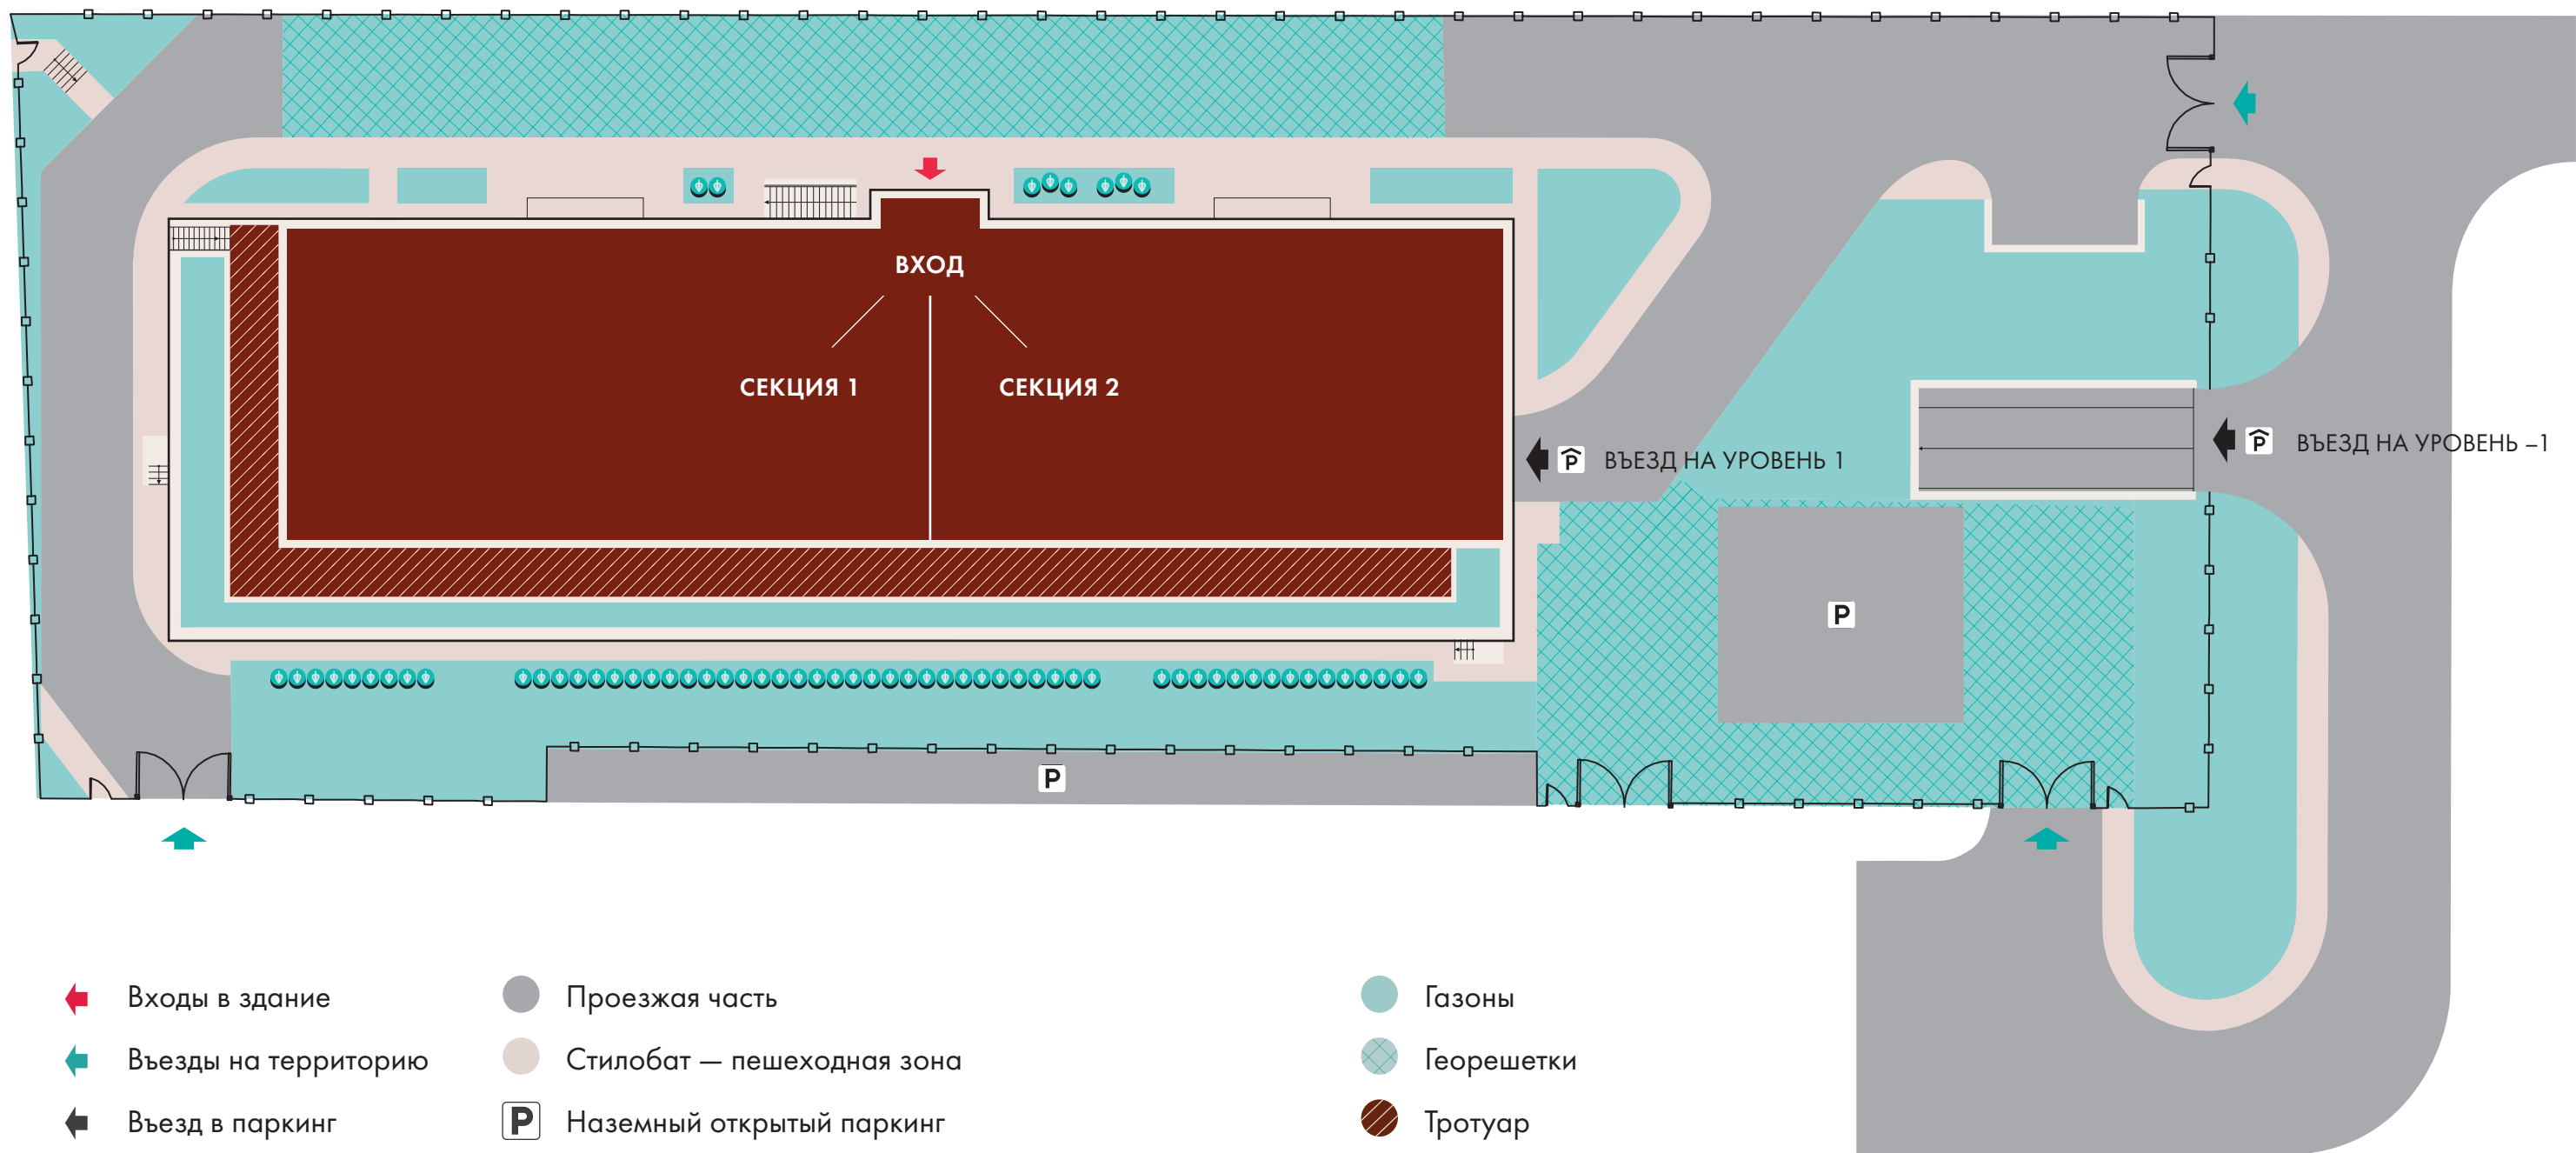 ВХОД
СЕКЦИЯ 1
СЕКЦИЯ 2
P
ВЪЕЗД НА УРОВЕНЬ 1
P
ВЪЕЗД НА УРОВЕНЬ –1
P
P
Входы в здание
Въезды на территорию
Въезд в паркинг
Проезжая часть
Стилобат — пешеходная зона
P
Наземный открытый паркинг
Газоны
Георешетки
Тротуар